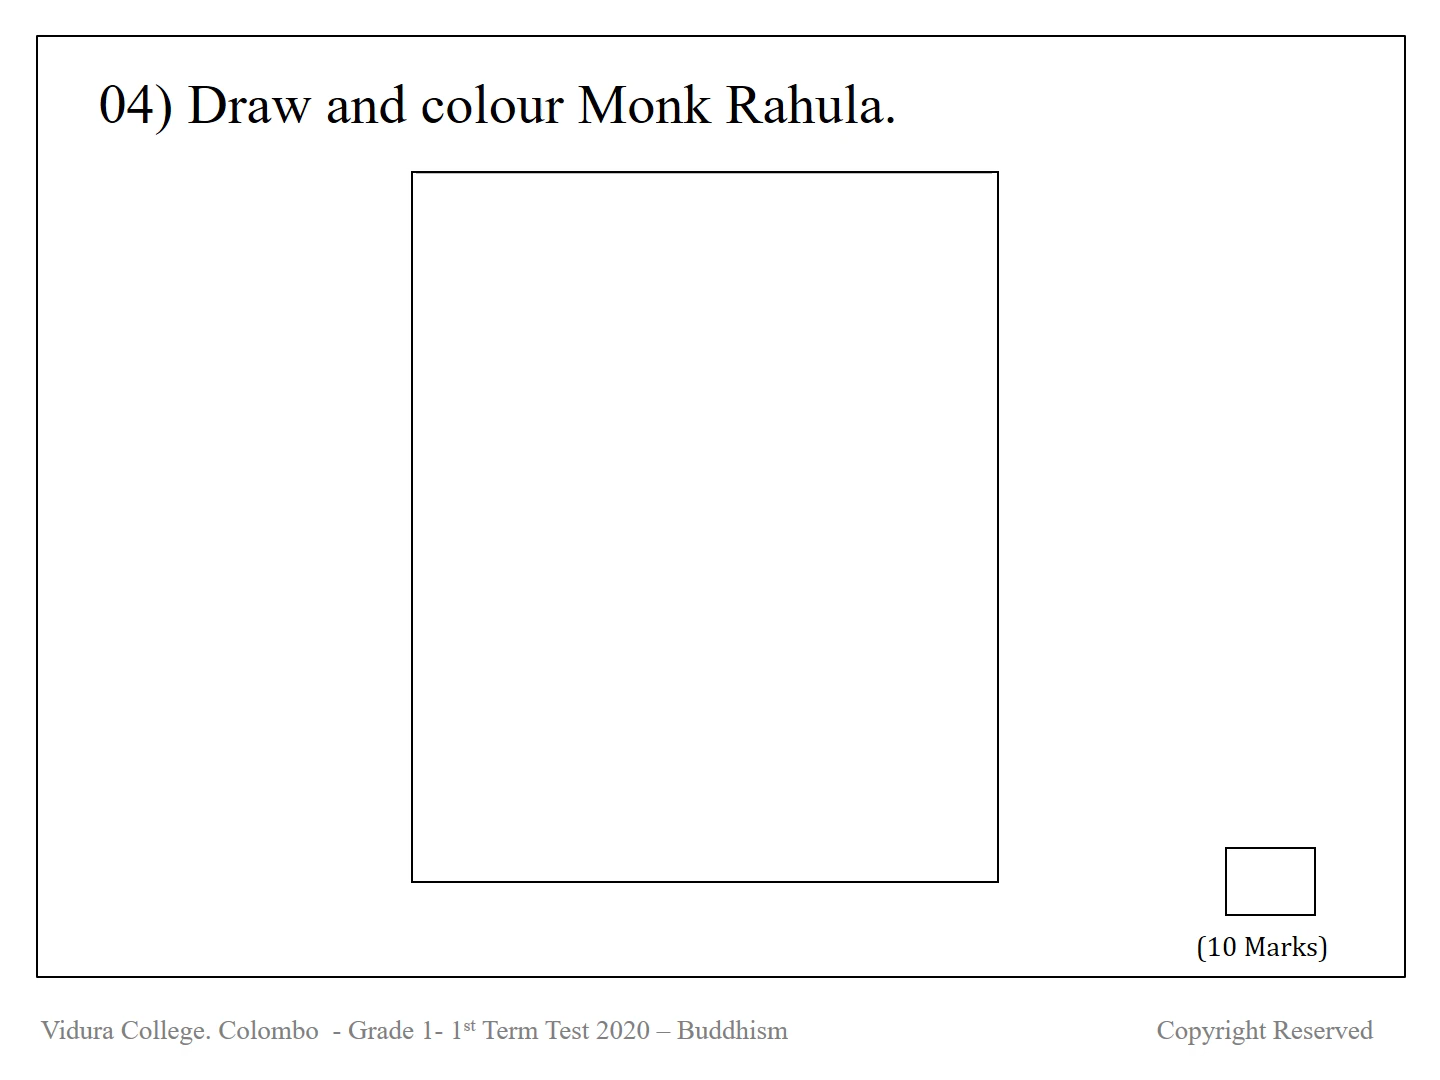 04) Draw and colour Monk Rahula.
(10 Marks)
Vidura College. Colombo - Grade 1- 1st Term Test 2020 – Buddhism
Copyright Reserved